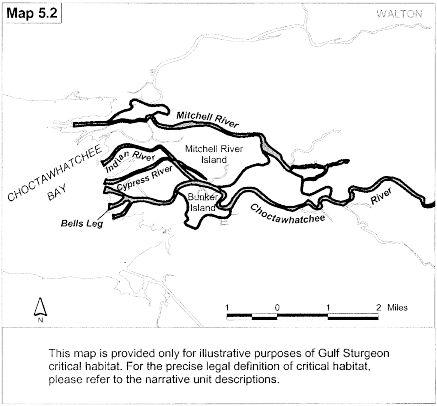 Map 5.2
WALTON
Mitchell River
Mitchell River
Island
Indian River
CHOCTAWHATCHEE
BAY
Cypress River
Bunker
Island
Bells Leg
Choctawhatchee
River
N
1 0 1 2 Miles
This map is provided only for illustrative purposes of Gulf Sturgeon
critical habitat. For the precise legal definition of critical habitat,
please refer to the narrative unit descriptions.